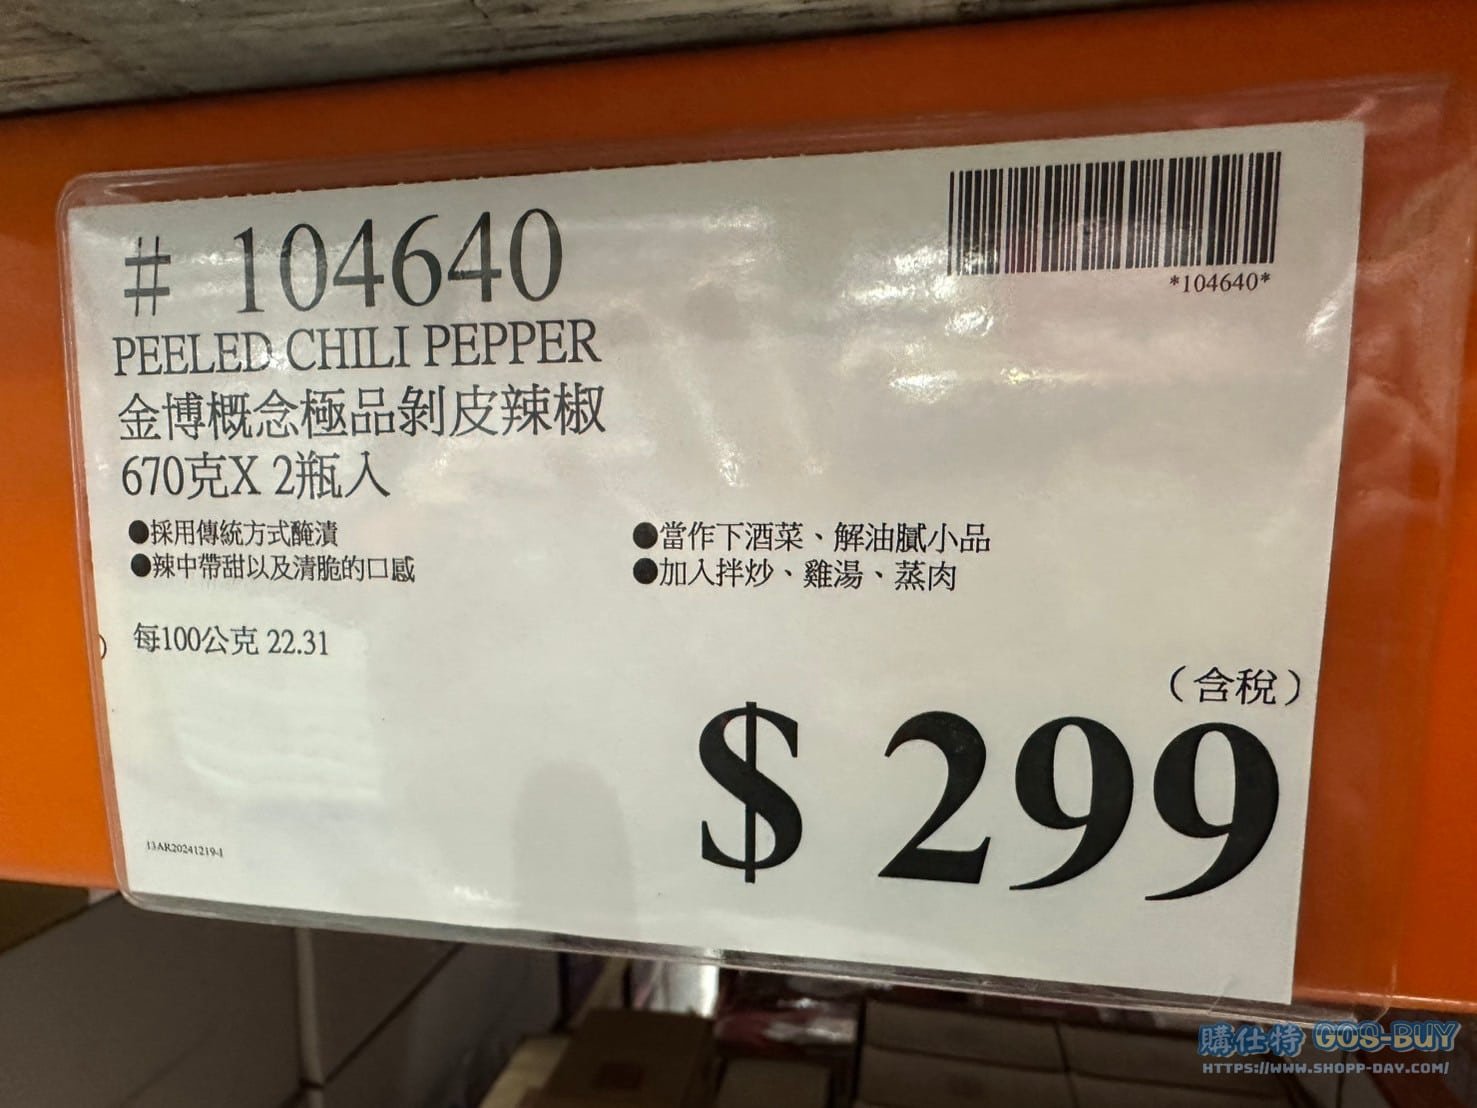 # 104640
*104640*
PEELED CHILI PEPPER
金博概念極品剝皮辣椒
670克X 2瓶入
●採用傳統方式醃漬
●辣中帶甜以及清脆的口感
●當作下酒菜、解油膩小品
●加入拌炒、雞湯、蒸肉
每100公克 22.31
（含稅）
$ 299
13AR20241219-1
購仕特 GOS-BUY
HTTPS://WWW.SHOPP-DAY.COM/